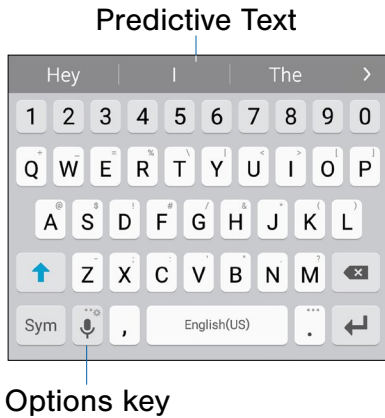 Predictive Text
Hey I The >
1 2 3 4 5 6 7 8 9 0
+ _ = % \ | < > [ ]
Q W E R T Y U I O P
@ $ ! # / & * ( )
A S D F G H J K L
- ' : ; " , ?
Z X C V B N M
Sym , English(US) .
Options key